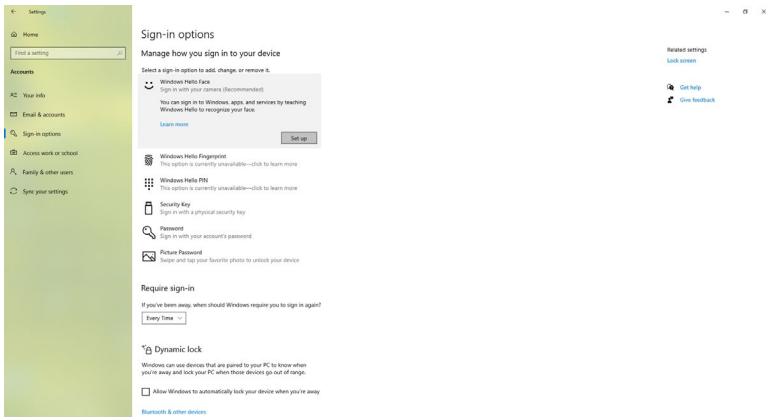 Settings
Home
Find a setting
Accounts
Your info
Email & accounts
Sign-in options
Access work or school
Family & other users
Sync your settings
Sign-in options
Manage how you sign in to your device
Select a sign-in option to add, change, or remove it.
Windows Hello Face
Sign in with your camera (Recommended)
You can sign in to Windows, apps, and services by teaching
Windows Hello to recognize your face.
Learn more
Set up
Windows Hello Fingerprint
This option is currently unavailable—click to learn more
Windows Hello PIN
This option is currently unavailable—click to learn more
Security Key
Sign in with a physical security key
Password
Sign in with your account's password
Picture Password
Swipe and tap your favorite photo to unlock your device
Require sign-in
If you've been away, when should Windows require you to sign in again?
Every Time
Dynamic lock
Windows can use devices that are paired to your PC to know when
you're away and lock your PC when those devices go out of range.
Allow Windows to automatically lock your device when you're away
Bluetooth & other devices
Related settings
Lock screen
Get help
Give feedback